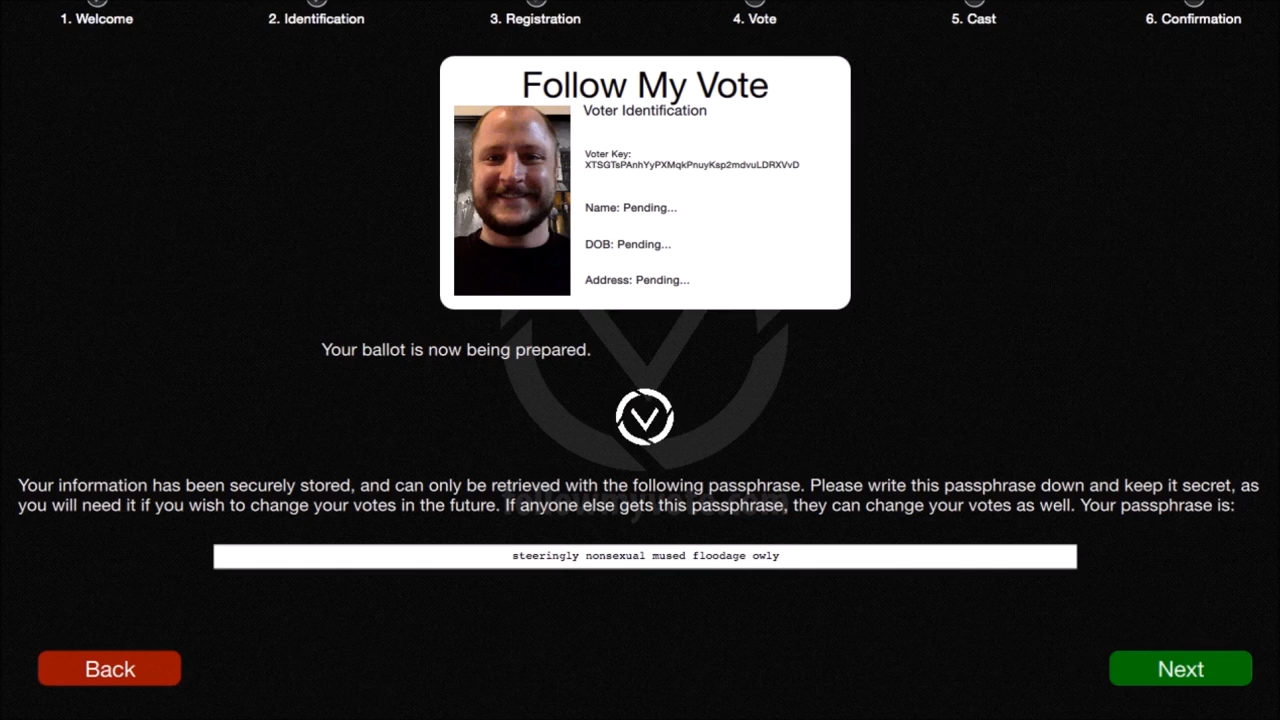 1. Welcome
2. Identification
3. Registration
4. Vote
5. Cast
6. Confirmation
Follow My Vote
Voter Identification
Voter Key:
XTSGTsPAnhYyPXMqkPnuyKsp2mdvuLDRXVvD
Name: Pending...
DOB: Pending...
Address: Pending...
Your ballot is now being prepared.
Your information has been securely stored, and can only be retrieved with the following passphrase. Please write this passphrase down and keep it secret, as
you will need it if you wish to change your votes in the future. If anyone else gets this passphrase, they can change your votes as well. Your passphrase is:
followmyvote.com
steeringly nonsexual mused floodage owly
Back
Next